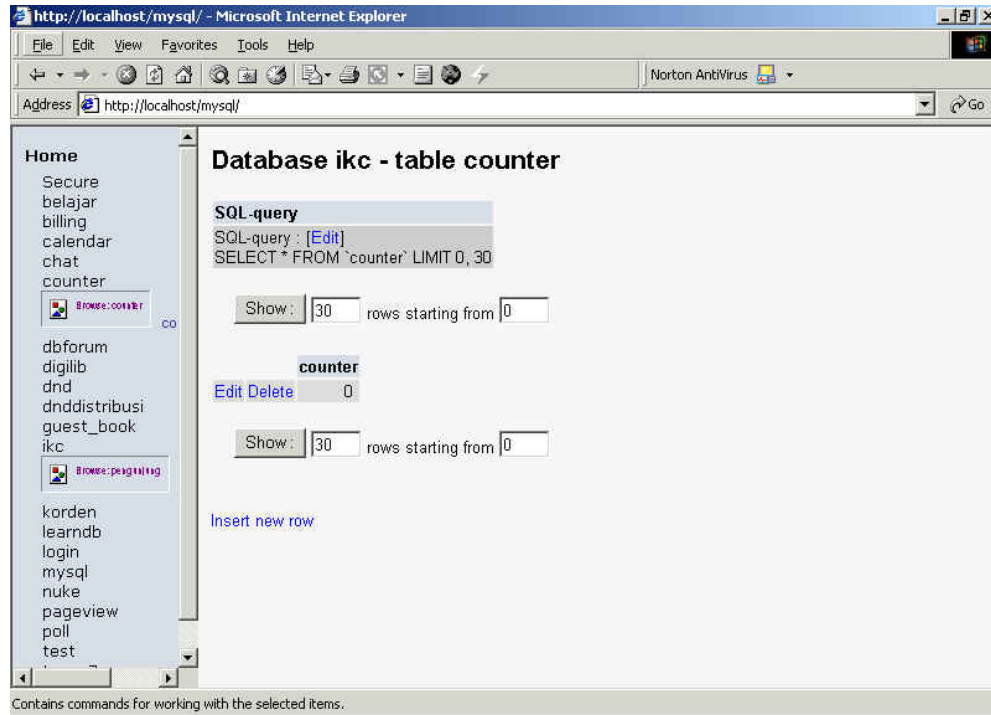 http://localhost/mysql/ - Microsoft Internet Explorer
File Edit View Favorites Tools Help
Norton AntiVirus
Address http://localhost/mysql/ Go
Home
Secure
belajar
billing
calendar
chat
counter
Browse: counter
co
dbforum
digilib
dnd
dnddistribusi
guest_book
ikc
Browse:
korden
learndb
login
mysql
nuke
pageview
poll
test
Database ikc - table counter
SQL-query
SQL-query : [Edit]
SELECT * FROM `counter` LIMIT 0, 30
Show : 30 rows starting from 0
counter
Edit Delete 0
Show : 30 rows starting from 0
Insert new row
Contains commands for working with the selected items.